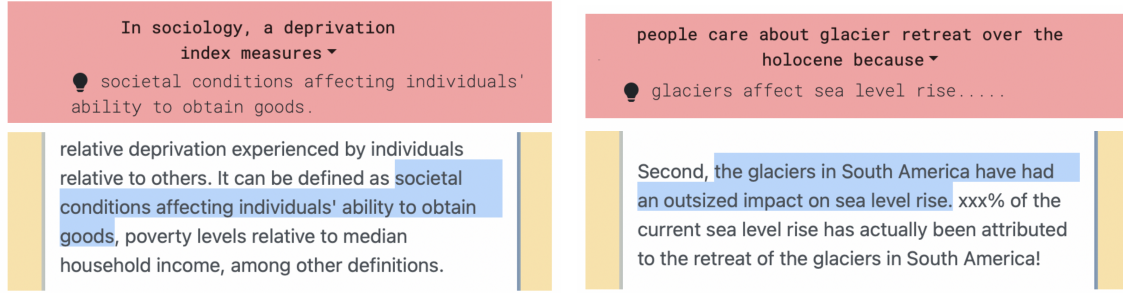 In sociology, a deprivation
index measures
societal conditions affecting individuals'
ability to obtain goods.
relative deprivation experienced by individuals
relative to others. It can be defined as societal
conditions affecting individuals' ability to obtain
goods, poverty levels relative to median
household income, among other definitions.
people care about glacier retreat over the
holocene because
glaciers affect sea level rise.....
Second, the glaciers in South America have had
an outsized impact on sea level rise. xxx% of the
current sea level rise has actually been attributed
to the retreat of the glaciers in South America!